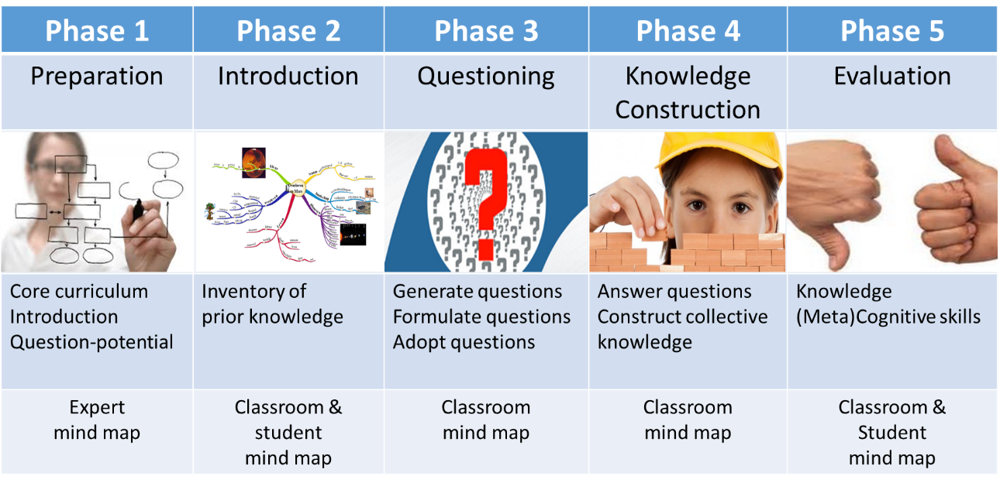 Phase 1
Phase 2
Phase 3
Phase 4
Phase 5
Preparation
Introduction
Questioning
Knowledge
Construction
Evaluation
Core curriculum
Introduction
Question-potential
Inventory of
prior knowledge
Generate questions
Formulate questions
Adopt questions
Answer questions
Construct collective
knowledge
Knowledge
(Meta)Cognitive skills
Expert
mind map
Classroom &
student
mind map
Classroom
mind map
Classroom
mind map
Classroom &
Student
mind map